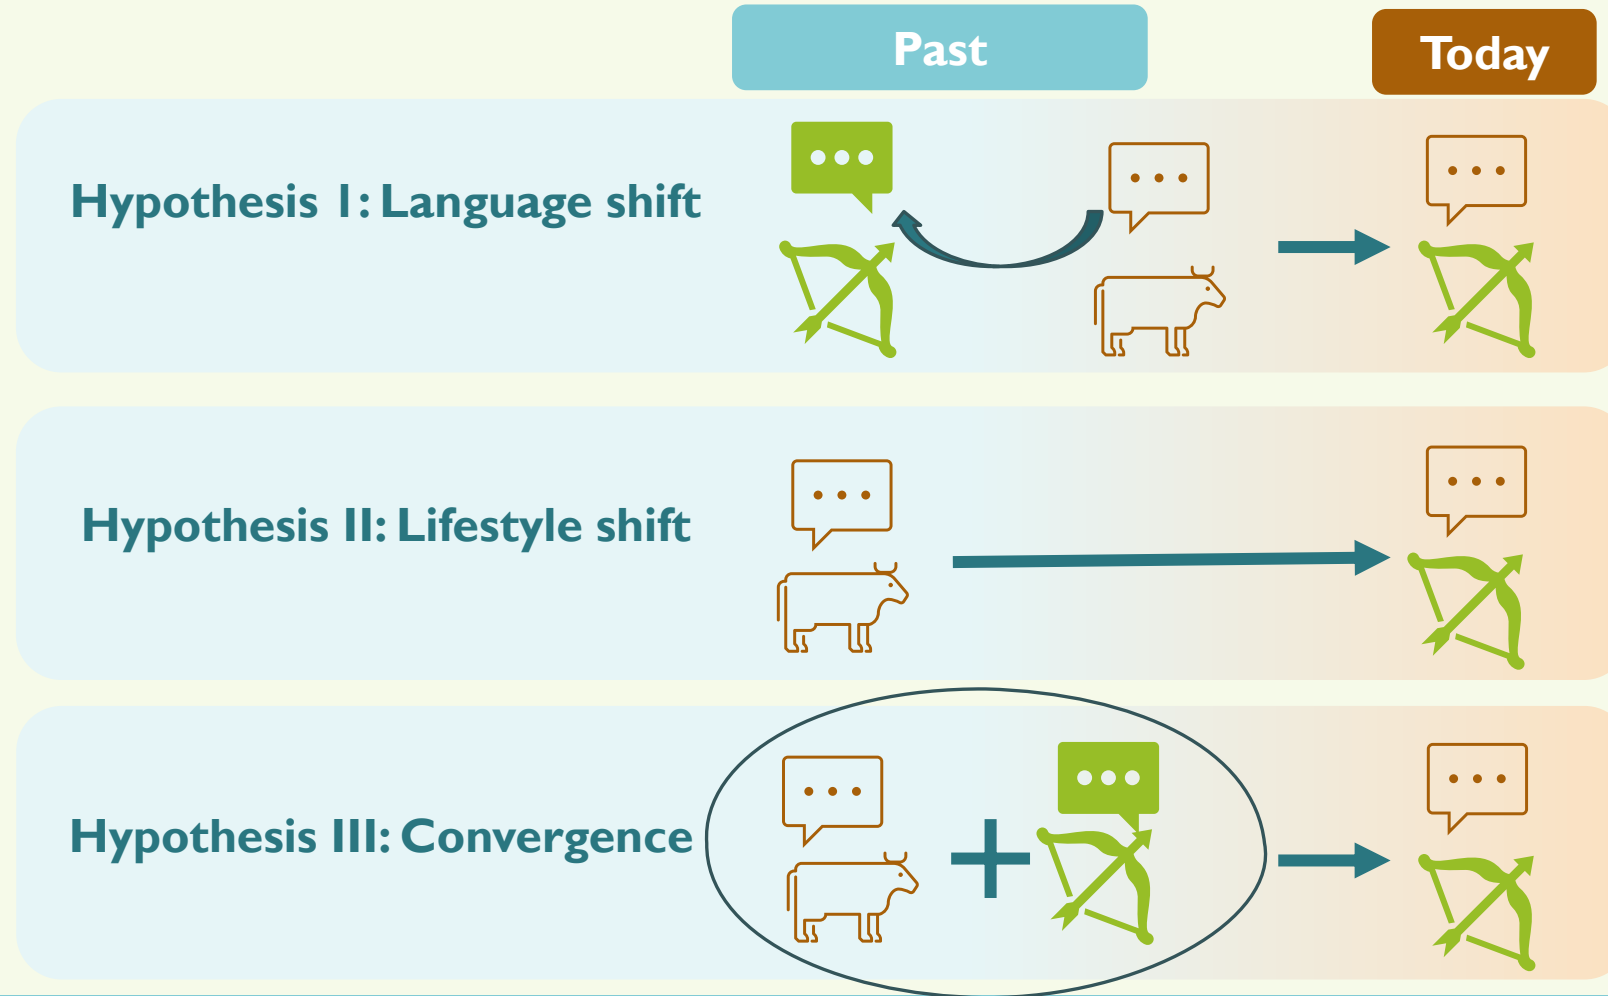 Past
Today
Hypothesis I: Language shift
Hypothesis II: Lifestyle shift
Hypothesis III: Convergence